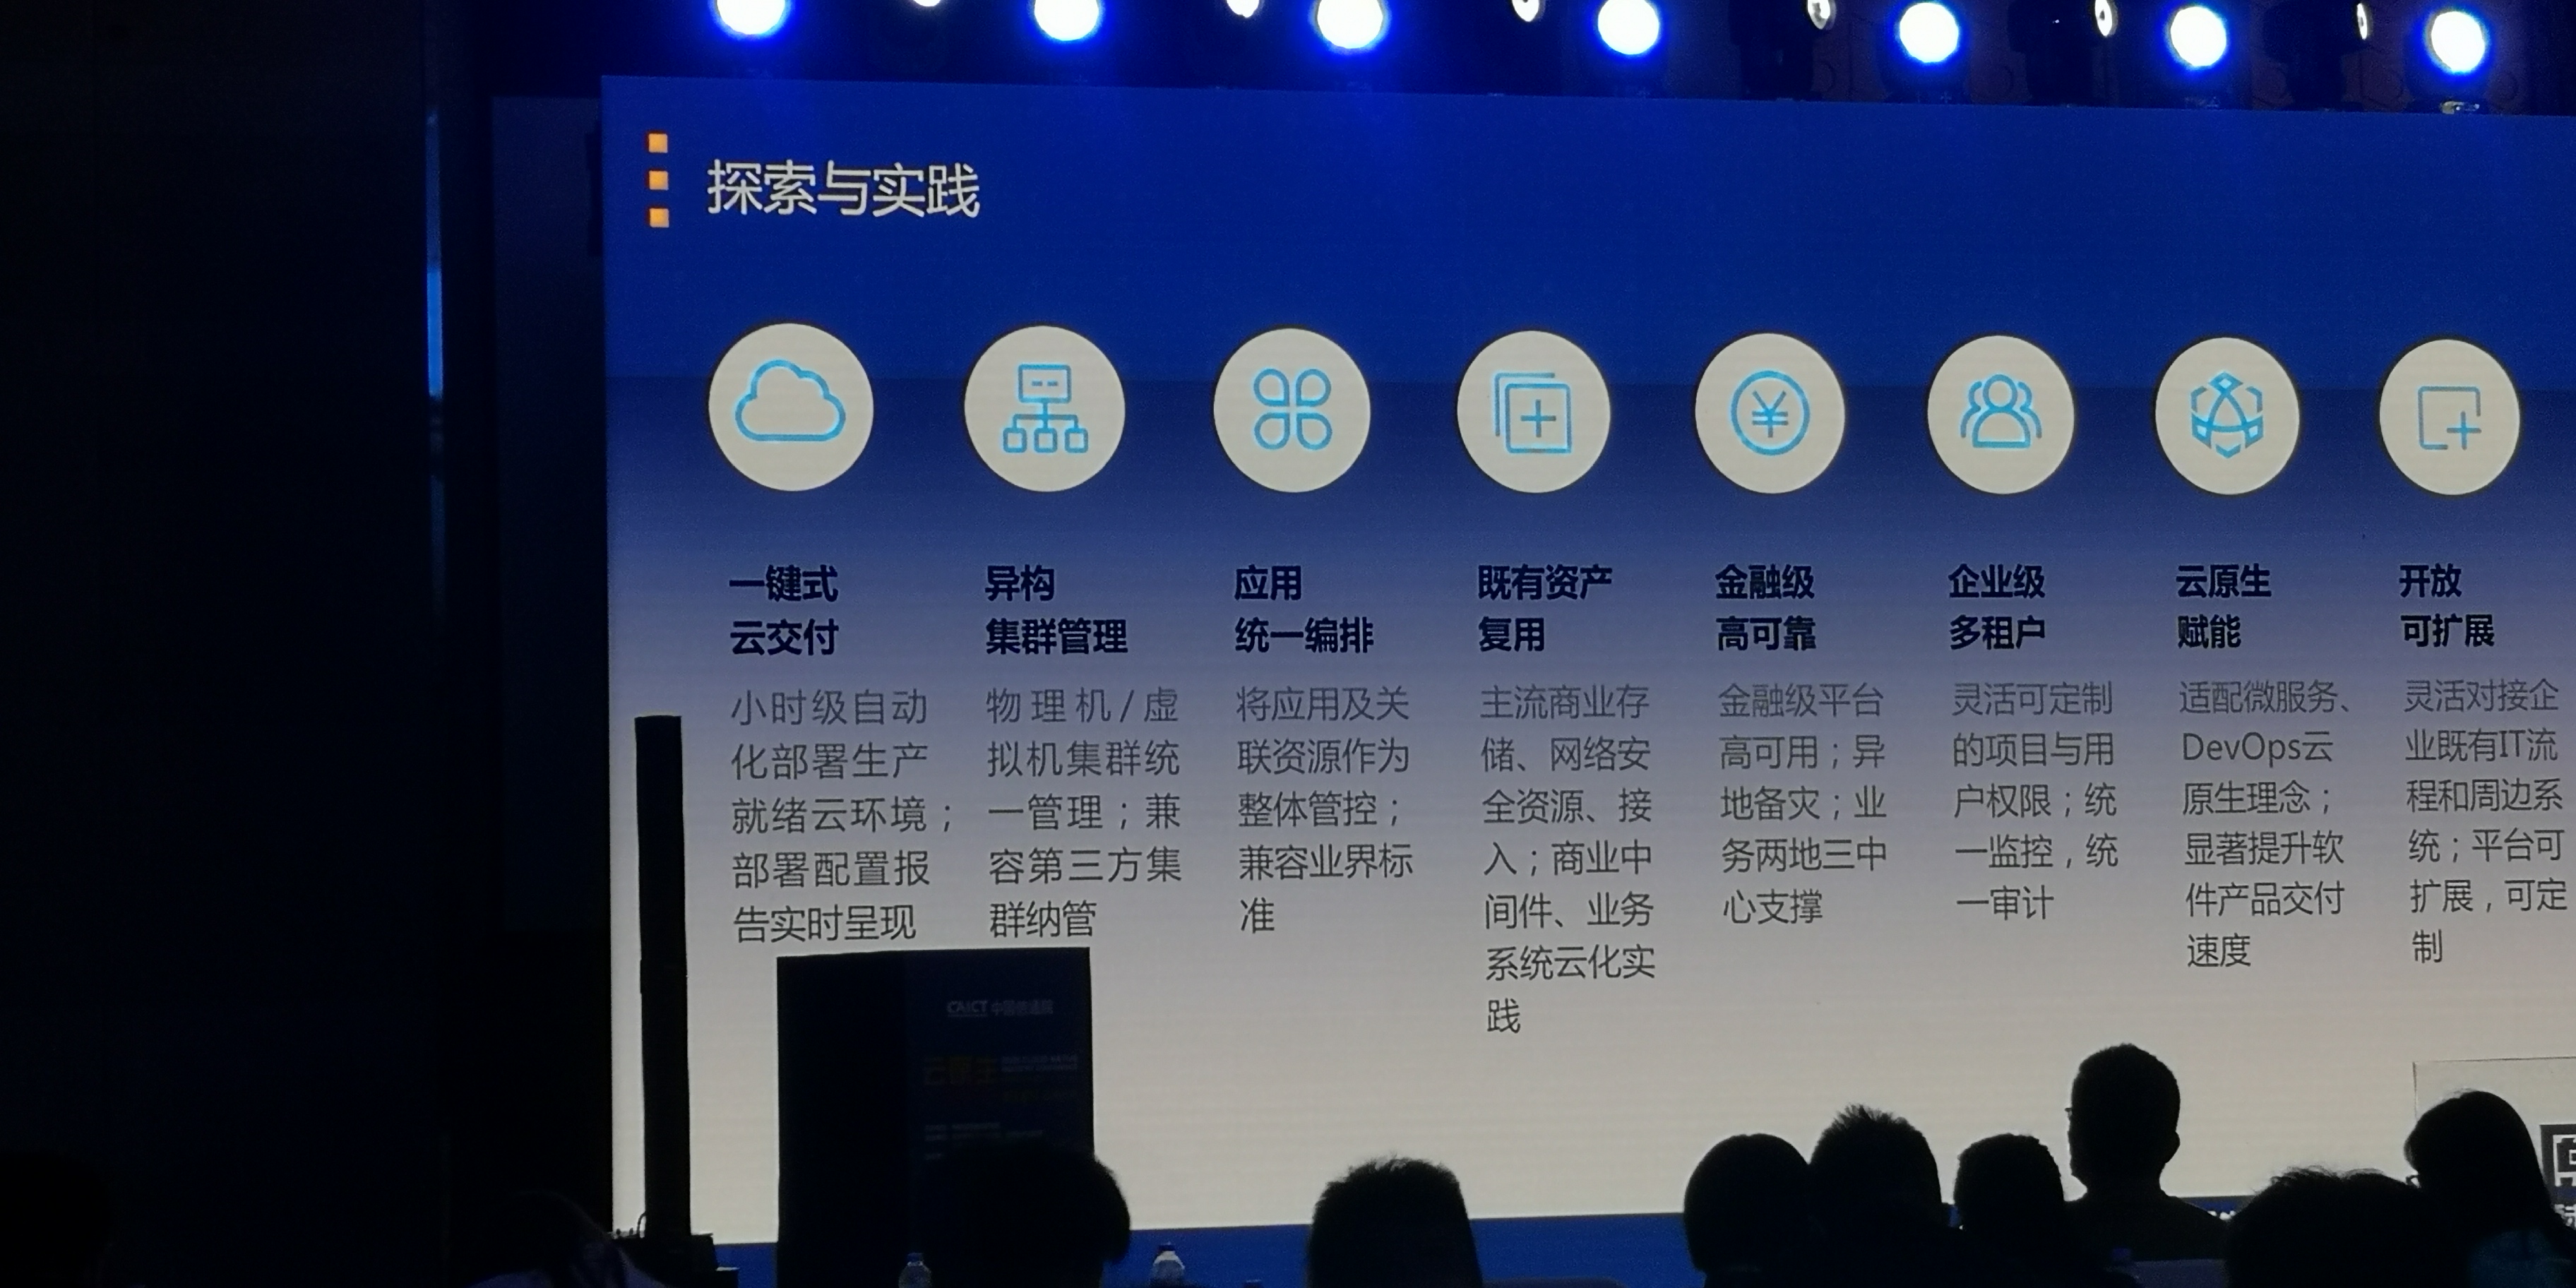 探索与实践
一键式
云交付
小时级自动
化部署生产
就绪云环境；
部署配置报
告实时呈现
异构
集群管理
物理机/虚
拟机集群统
一管理；兼
容第三方集
群纳管
应用
统一编排
将应用及关
联资源作为
整体管控；
兼容业界标
准
既有资产
复用
主流商业存
储、网络安
全资源、接
入；商业中
间件、业务
系统云化实
践
金融级
高可靠
金融级平台
高可用；异
地备灾；业
务两地三中
心支撑
企业级
多租户
灵活可定制
的项目与用
户权限；统
一监控，统
一审计
云原生
赋能
适配微服务、
DevOps云
原生理念；
显著提升软
件产品交付
速度
开放
可扩展
灵活对接企
业既有IT流
程和周边系
统；平台可
扩展，可定
制
CAICT 中国信通院
云原生